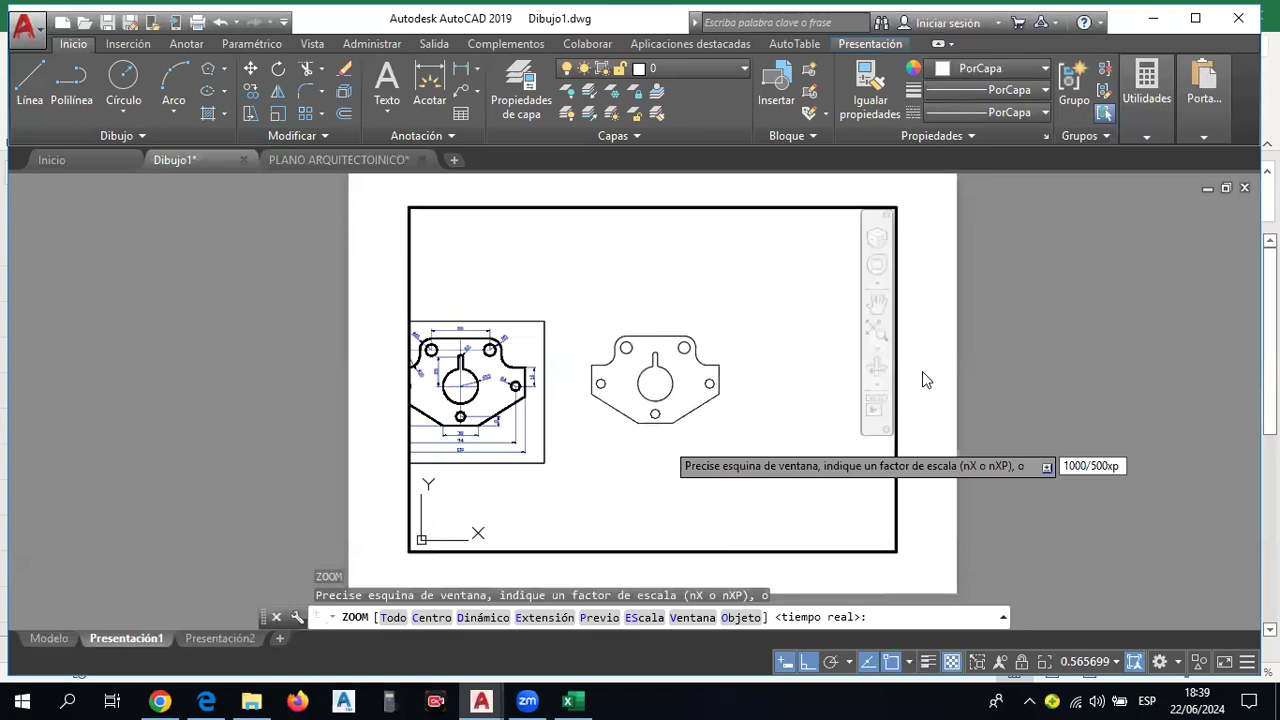 Autodesk AutoCAD 2019 Dibujo1.dwg
Escriba palabra clave o frase
Iniciar sesión
Inicio Inserción Anotar Paramétrico Vista Administrar Salida Complementos Colaborar Aplicaciones destacadas AutoTable Presentación
Línea Polilínea Círculo Arco
Texto Acotar
Propiedades de capa
0
Insertar
Igualar propiedades
PorCapa
PorCapa
PorCapa
Grupo
Utilidades
Porta...
Dibujo Modificar Anotación Capas Bloque Propiedades Grupos
Inicio Dibujo1* PLANO ARQUITECTOINICO*
Y
X
Precise esquina de ventana, indique un factor de escala (nX o nXP), o 1000/500xp
ZOOM
Precise esquina de ventana, indique un factor de escala (nX o nXP), o
ZOOM [Todo Centro Dinámico Extensión Previo EScala Ventana Objeto] <tiempo real>:
Modelo Presentación1 Presentación2
0.565699
ESP
18:39
22/06/2024